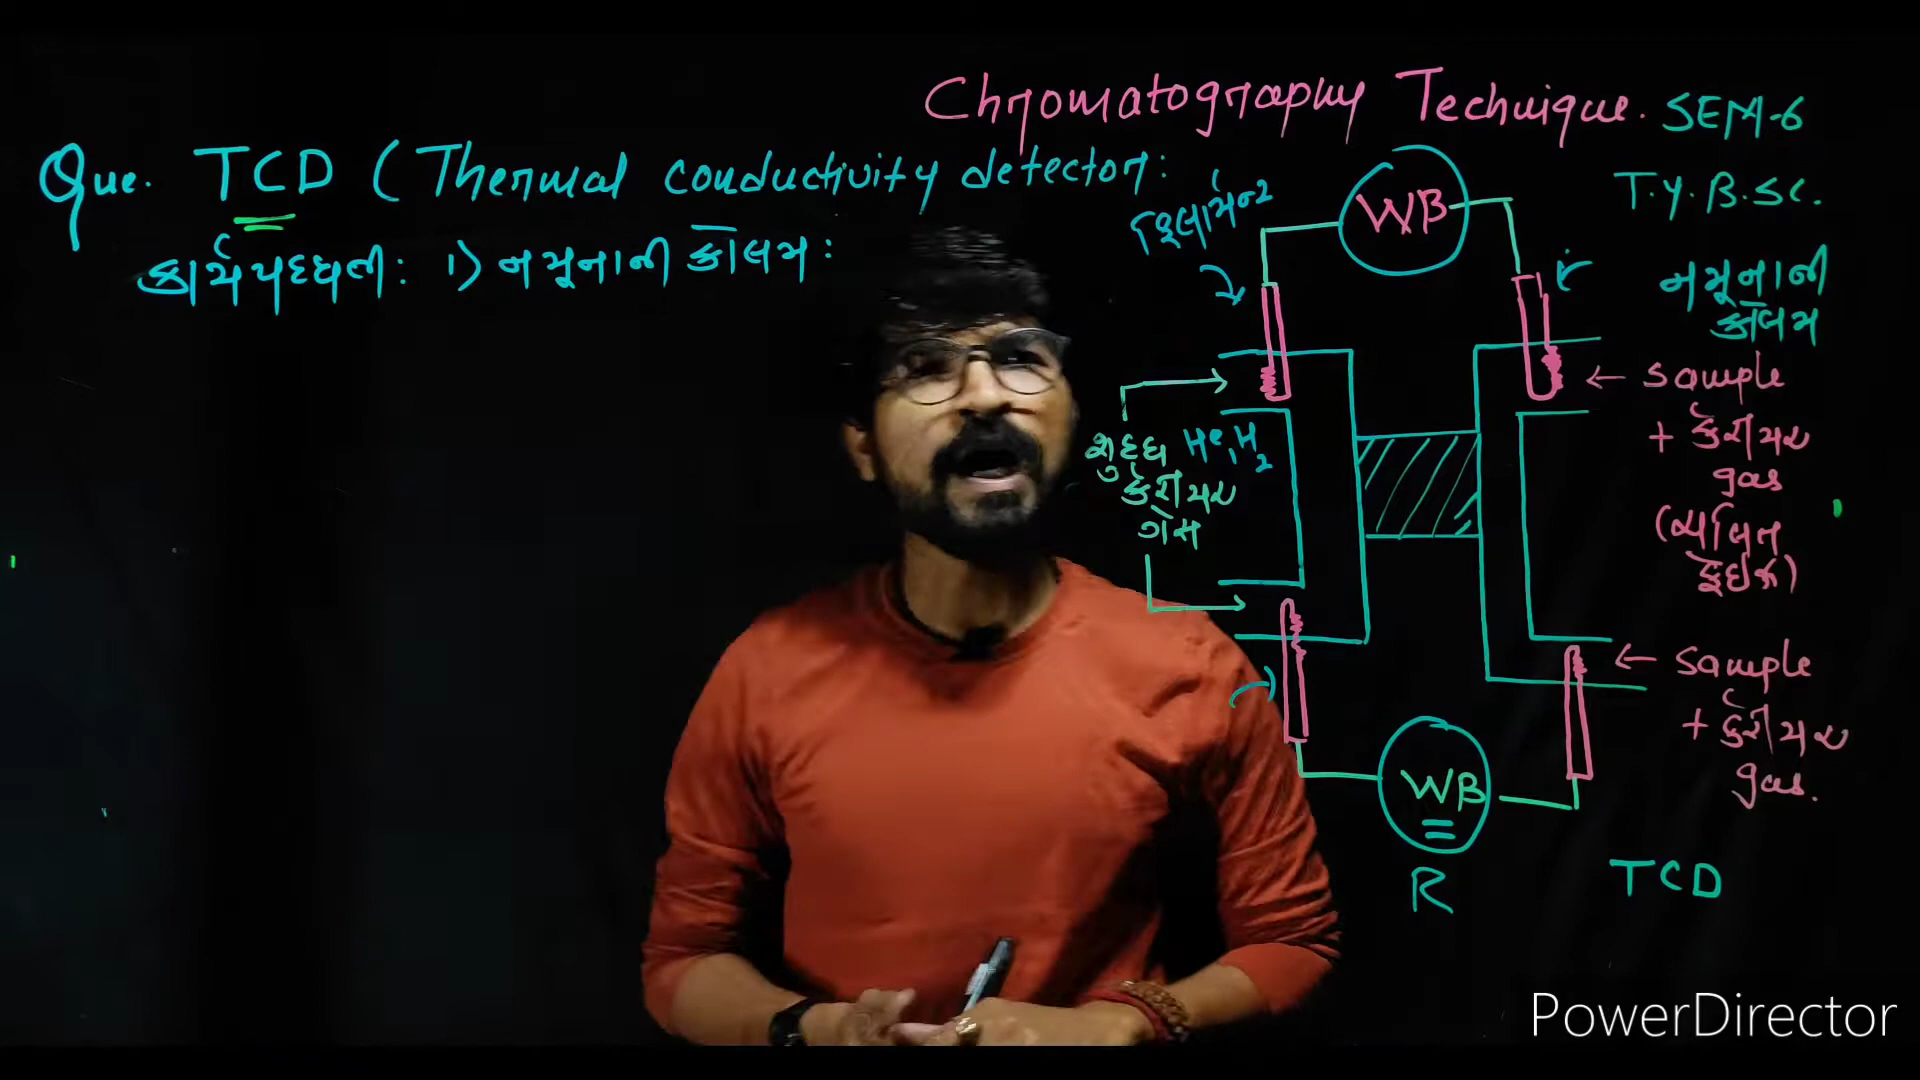 Chromatography Technique. SEM-6
T.Y.B.Sc.
Que. TCD (Thermal conductivity detector:
કાર્યપદ્ધતી: ૧) નમૂનાની કૉલમ:
ફિલામેન્ટ
WB
નમૂનાની
કૉલમ
← sample
+ કેરીયર
gas
શુદ્ધ He, H2
કેરીયર
ગેસ
← sample
+ કેરીયર
gas.
WB
R
TCD
PowerDirector